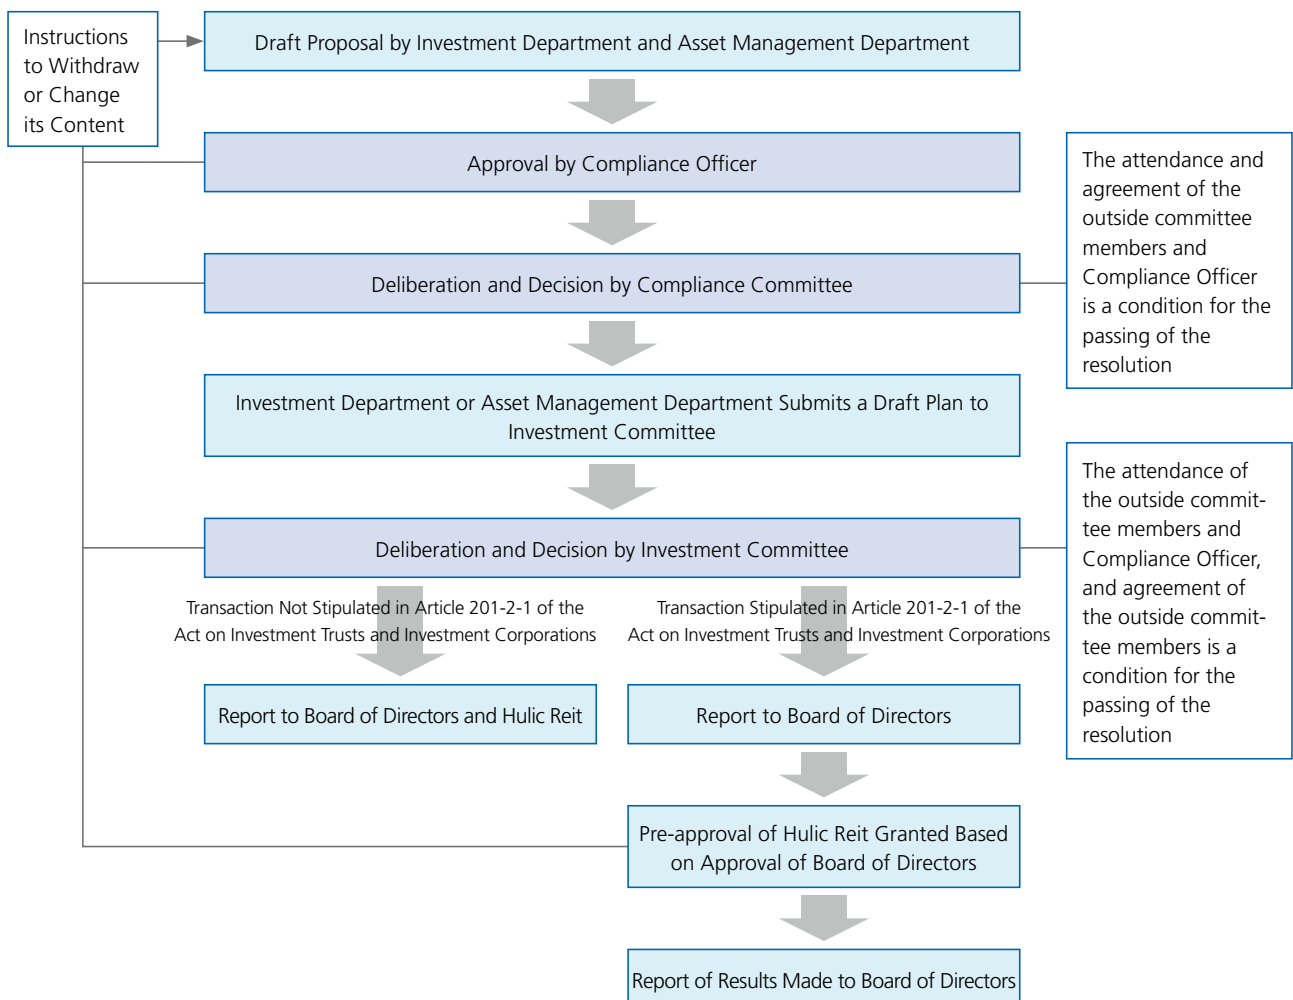 Instructions
to Withdraw
or Change
its Content
Draft Proposal by Investment Department and Asset Management Department
Approval by Compliance Officer
The attendance and
agreement of the
outside committee
members and
Compliance Officer
is a condition for the
passing of the
resolution
Deliberation and Decision by Compliance Committee
Investment Department or Asset Management Department Submits a Draft Plan to
Investment Committee
Deliberation and Decision by Investment Committee
The attendance of
the outside commit-
tee members and
Compliance Officer,
and agreement of
the outside commit-
tee members is a
condition for the
passing of the
resolution
Transaction Not Stipulated in Article 201-2-1 of the
Act on Investment Trusts and Investment Corporations
Transaction Stipulated in Article 201-2-1 of the
Act on Investment Trusts and Investment Corporations
Report to Board of Directors and Hulic Reit
Report to Board of Directors
Pre-approval of Hulic Reit Granted Based
on Approval of Board of Directors
Report of Results Made to Board of Directors